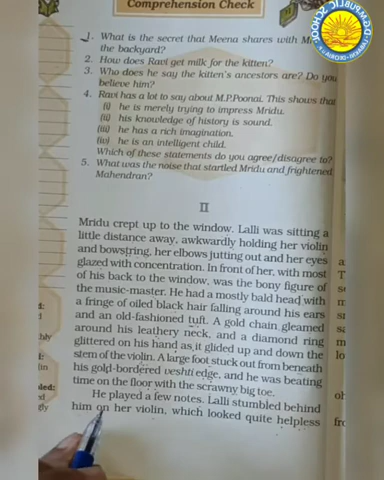 Comprehension Check
1. What is the secret that Meena shares with
the backyard?
2. How does Ravi get milk for the kitten?
3. Who does he say the kitten's ancestors are? Do you
believe him?
4. Ravi has a lot to say about M.P.Poonai. This shows that
(i) he is merely trying to impress Mridu.
(ii) his knowledge of history is sound.
(iii) he has a rich imagination.
(iv) he is an intelligent child.
Which of these statements do you agree/disagree to?
5. What was the noise that startled Mridu and frightened
Mahendran?
II
Mridu crept up to the window. Lalli was sitting a
little distance away, awkwardly holding her violin
and bowstring, her elbows jutting out and her eyes
glazed with concentration. In front of her, with most
of his back to the window, was the bony figure of
the music-master. He had a mostly bald head with
a fringe of oiled black hair falling around his ears
and an old-fashioned tuft. A gold chain gleamed
around his leathery neck, and a diamond ring
glittered on his hand as it glided up and down the
stem of the violin. A large foot stuck out from beneath
his gold-bordered veshti edge, and he was beating
time on the floor with the scrawny big toe.
He played a few notes. Lalli stumbled behind
him on her violin, which looked quite helpless